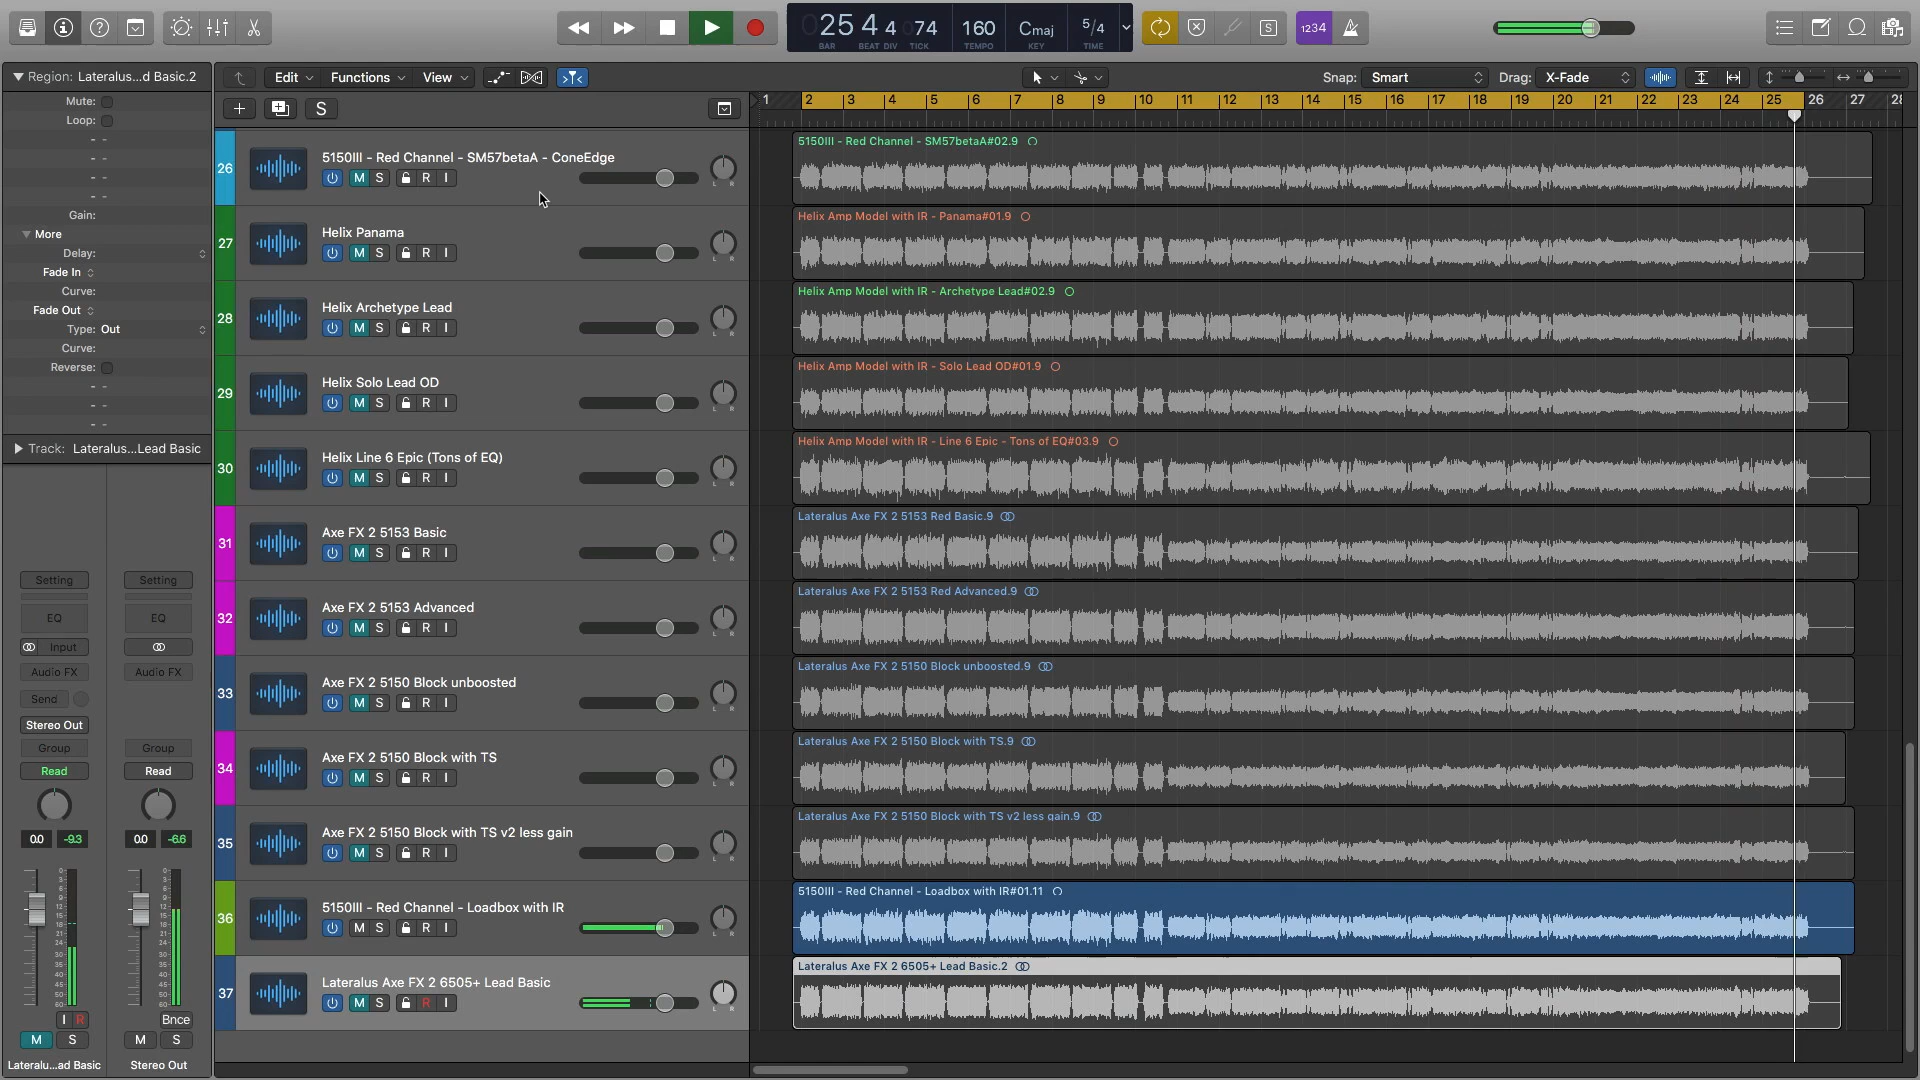 25 4 4 74
160
Cmaj
5/4
BAR
BEAT DIV
TICK
TEMPO
KEY
TIME
1234
S
Region: Lateralus...d Basic.2
Edit
Functions
View
Snap: Smart
Drag: X-Fade
S
1 2 3 4 5 6 7 8 9 10 11 12 13 14 15 16 17 18 19 20 21 22 23 24 25 26 27
Mute:
Loop:
Gain:
More
Delay:
Fade In
Curve:
Fade Out
Type: Out
Curve:
Reverse:
Track: Lateralus...Lead Basic
Setting
Setting
EQ
EQ
Input
Audio FX
Audio FX
Send
Stereo Out
Group
Group
Read
Read
0.0
-9.3
0.0
-6.6
I R
Bnce
M S
M S
Lateralu...ad Basic
Stereo Out
26
5150III - Red Channel - SM57betaA - ConeEdge
M S R I
L R
5150III - Red Channel - SM57betaA#02.9
27
Helix Panama
M S R I
L R
Helix Amp Model with IR - Panama#01.9
28
Helix Archetype Lead
M S R I
L R
Helix Amp Model with IR - Archetype Lead#02.9
29
Helix Solo Lead OD
M S R I
L R
Helix Amp Model with IR - Solo Lead OD#01.9
30
Helix Line 6 Epic (Tons of EQ)
M S R I
L R
Helix Amp Model with IR - Line 6 Epic - Tons of EQ#03.9
31
Axe FX 2 5153 Basic
M S R I
L R
Lateralus Axe FX 2 5153 Red Basic.9
32
Axe FX 2 5153 Advanced
M S R I
L R
Lateralus Axe FX 2 5153 Red Advanced.9
33
Axe FX 2 5150 Block unboosted
M S R I
L R
Lateralus Axe FX 2 5150 Block unboosted.9
34
Axe FX 2 5150 Block with TS
M S R I
L R
Lateralus Axe FX 2 5150 Block with TS.9
35
Axe FX 2 5150 Block with TS v2 less gain
M S R I
L R
Lateralus Axe FX 2 5150 Block with TS v2 less gain.9
36
5150III - Red Channel - Loadbox with IR
M S R I
L R
5150III - Red Channel - Loadbox with IR#01.11
37
Lateralus Axe FX 2 6505+ Lead Basic
M S R I
L R
Lateralus Axe FX 2 6505+ Lead Basic.2